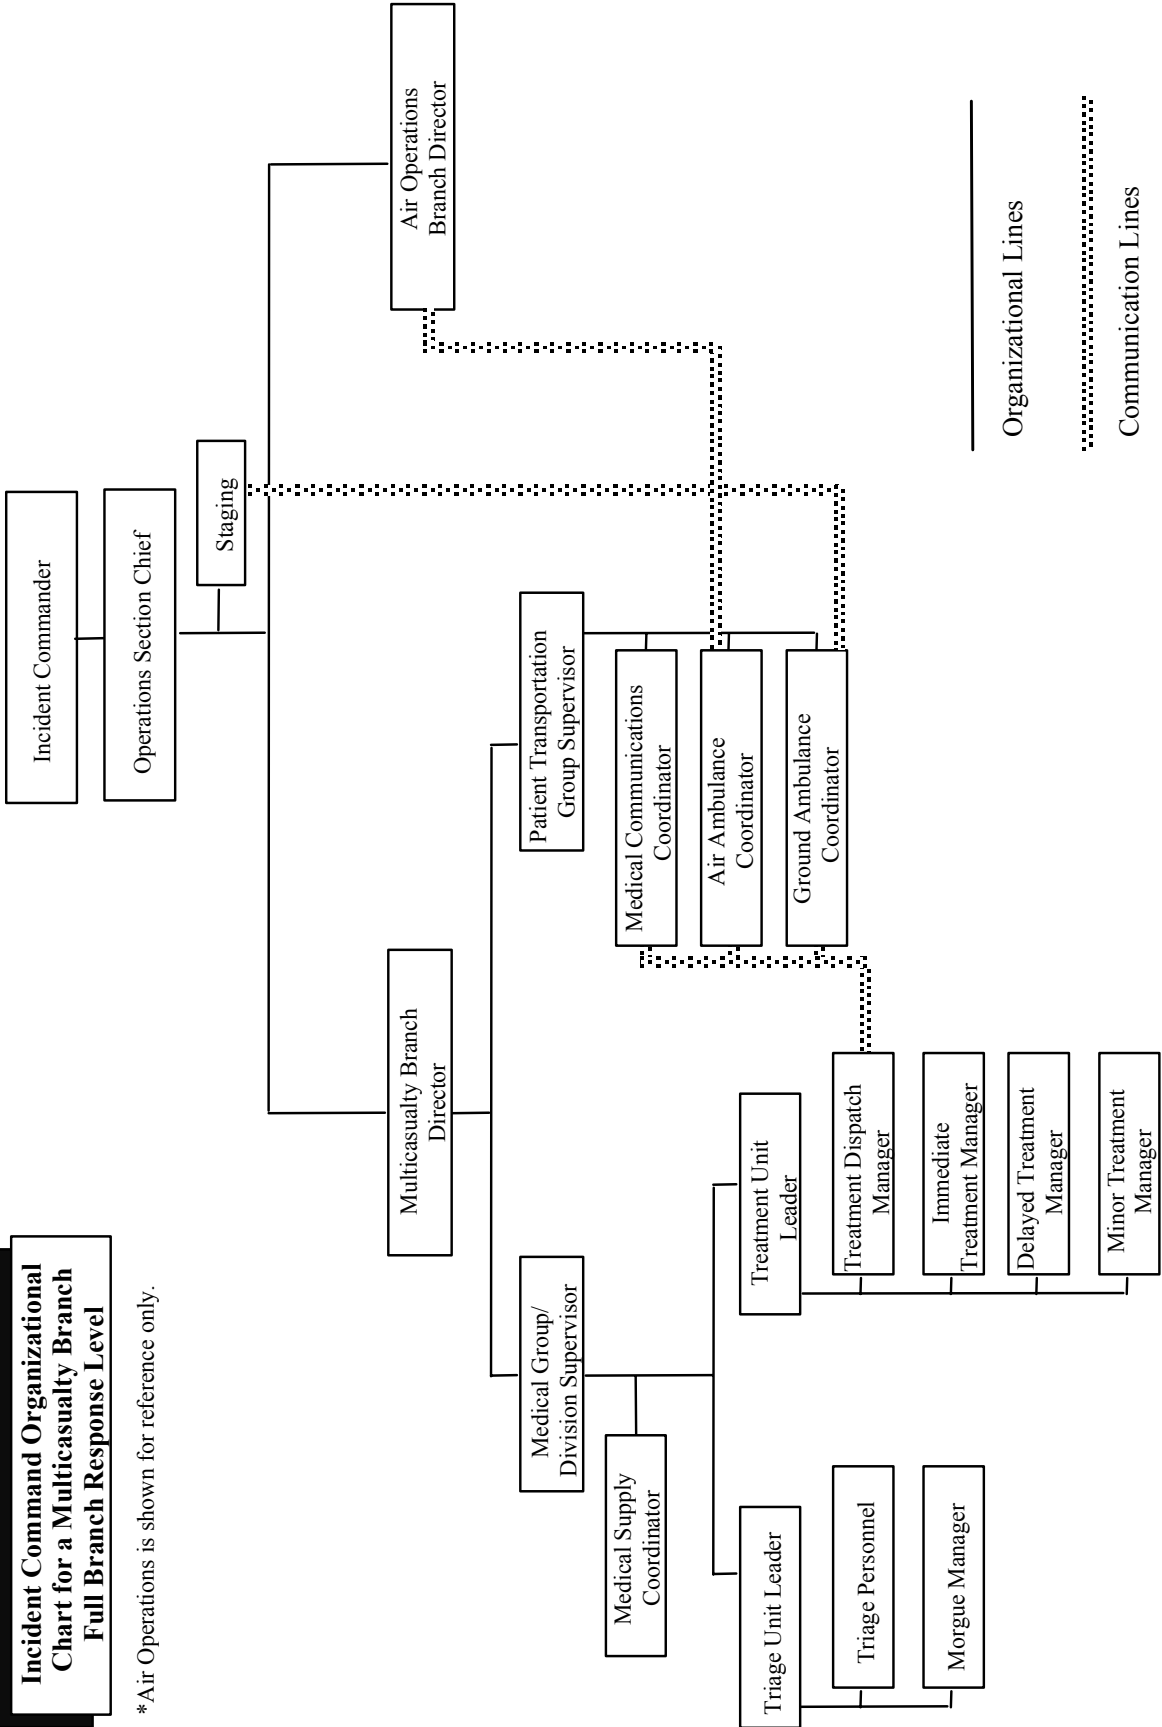 Incident Command Organizational
Chart for a Multicasualty Branch
Full Branch Response Level
*Air Operations is shown for reference only.
Incident Commander
Operations Section Chief
Staging
Multicasualty Branch
Director
Air Operations
Branch Director
Medical Group/
Division Supervisor
Patient Transportation
Group Supervisor
Medical Supply
Coordinator
Medical Communications
Coordinator
Air Ambulance
Coordinator
Ground Ambulance
Coordinator
Triage Unit Leader
Triage Personnel
Morgue Manager
Treatment Unit
Leader
Treatment Dispatch
Manager
Immediate
Treatment Manager
Delayed Treatment
Manager
Minor Treatment
Manager
Organizational Lines
Communication Lines